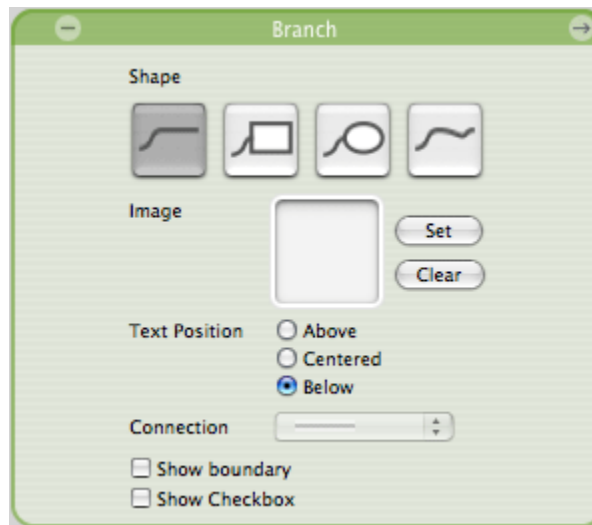 Branch
Shape
Image
Set
Clear
Text Position
Above
Centered
Below
Connection
Show boundary
Show Checkbox